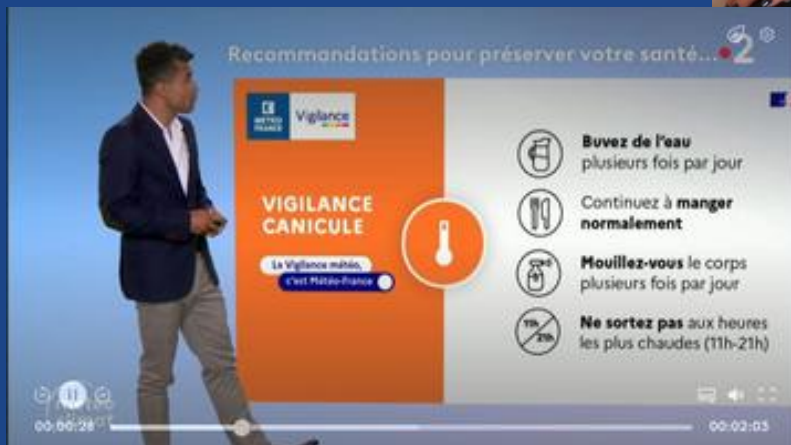 Recommandations pour préserver votre santé...
2
METEO
FRANCE
Vigilance
VIGILANCE
CANICULE
La Vigilance météo,
c'est Météo-France
Buvez de l'eau
plusieurs fois par jour
Continuez à manger
normalement
Mouillez-vous le corps
plusieurs fois par jour
11h
21h
Ne sortez pas aux heures
les plus chaudes (11h-21h)
météo
climat
00:00:28
00:02:03